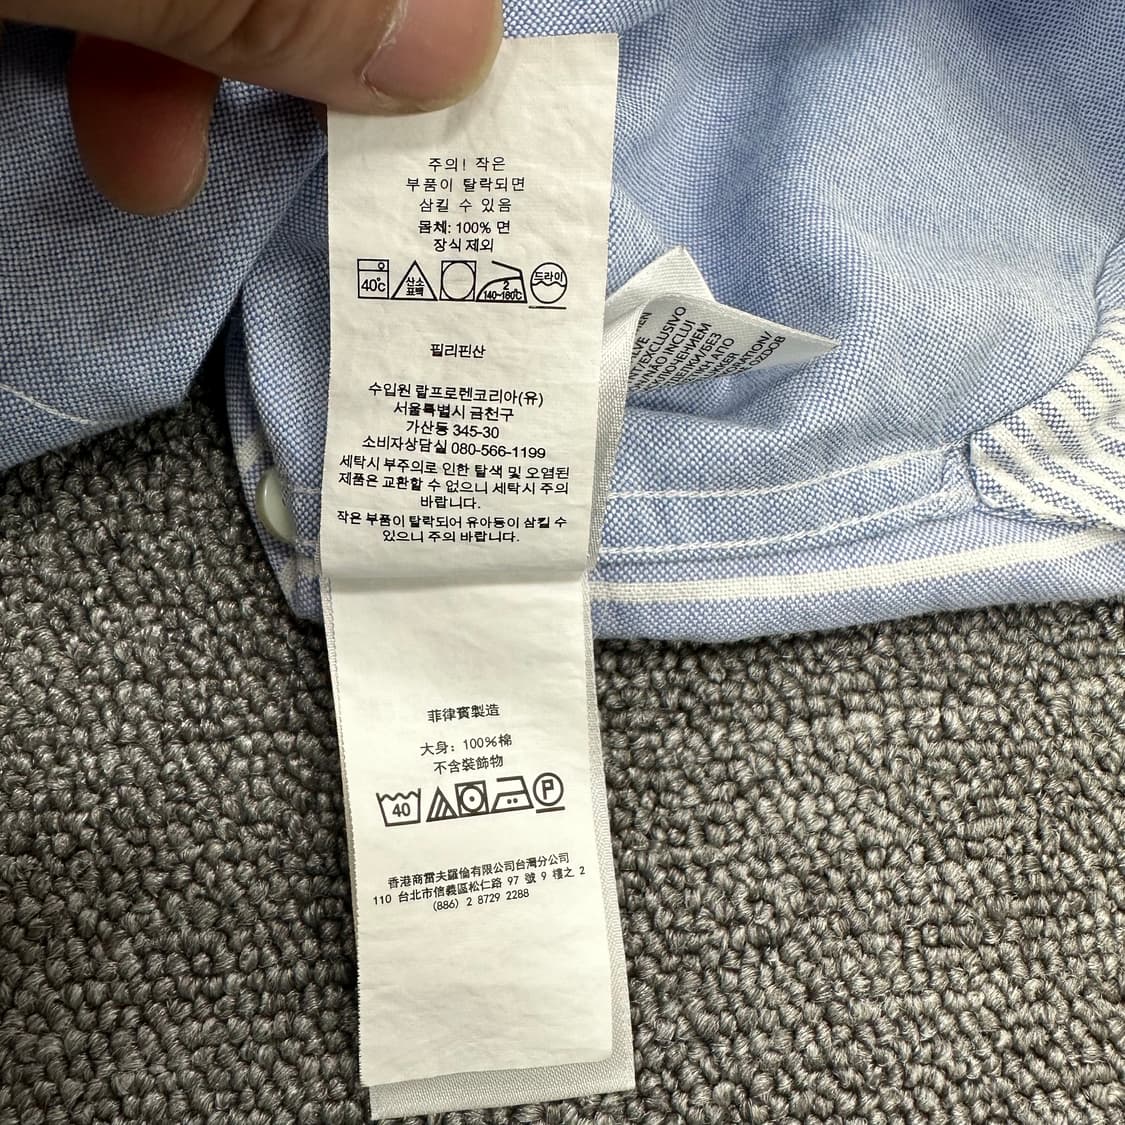 주의! 작은
부품이 탈락되면
삼킬 수 있음
몸체: 100% 면
장식 제외
40℃ 산소 표백 2 140~160℃ 드라이
필리핀산
수입원 랄프로렌코리아(유)
서울특별시 금천구
가산동 345-30
소비자상담실 080-566-1199
세탁시 부주의로 인한 탈색 및 오염된
제품은 교환할 수 없으니 세탁시 주의
바랍니다.
작은 부품이 탈락되어 유아등이 삼킬 수
있으니 주의 바랍니다.
菲律賓製造
大身: 100%棉
不含裝飾物
40 P
香港商雷夫羅倫有限公司台灣分公司
110 台北市信義區松仁路 97 號 9 樓之 2
(886) 2 8729 2288
/EXCLUSIVO
NÃO INCLUI